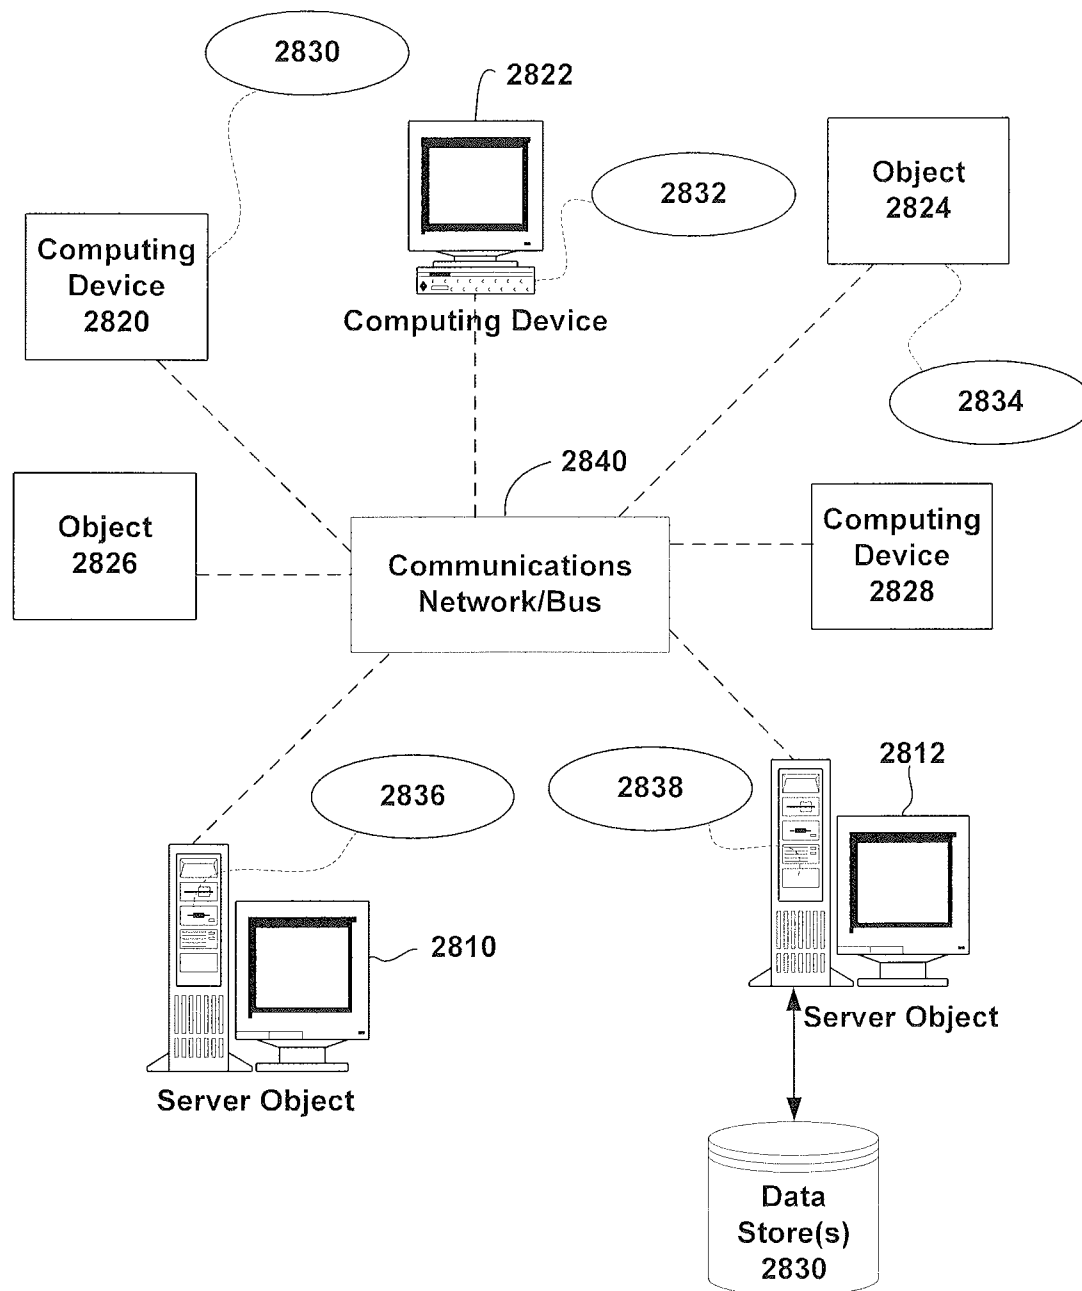 2830
2822
2832
Object
2824
Computing
Device
2820
Computing Device
2834
2840
Object
2826
Communications
Network/Bus
Computing
Device
2828
2836
2838
2812
2810
Server Object
Server Object
Data
Store(s)
2830